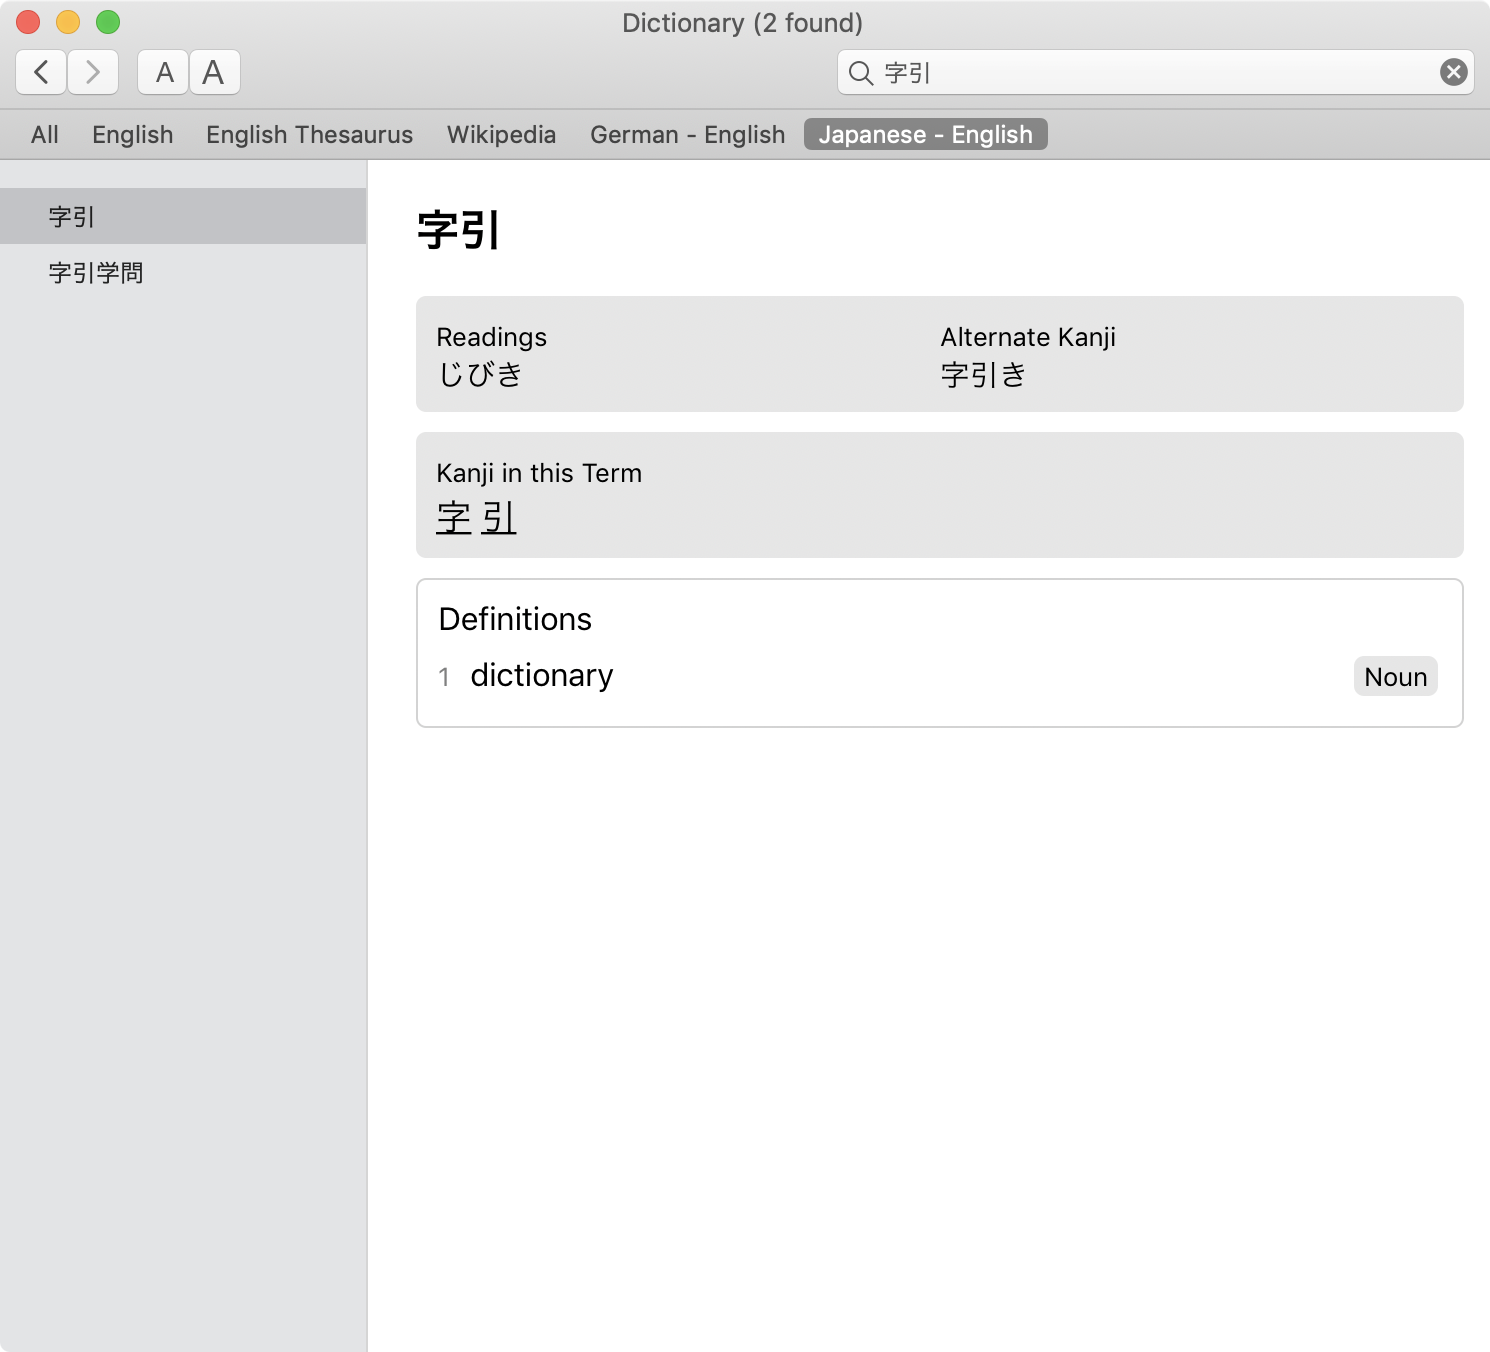 Dictionary (2 found)
A A
字引
All English English Thesaurus Wikipedia German - English Japanese - English
字引
字引学問
字引
Readings
じびき
Alternate Kanji
字引き
Kanji in this Term
字 引
Definitions
1 dictionary Noun